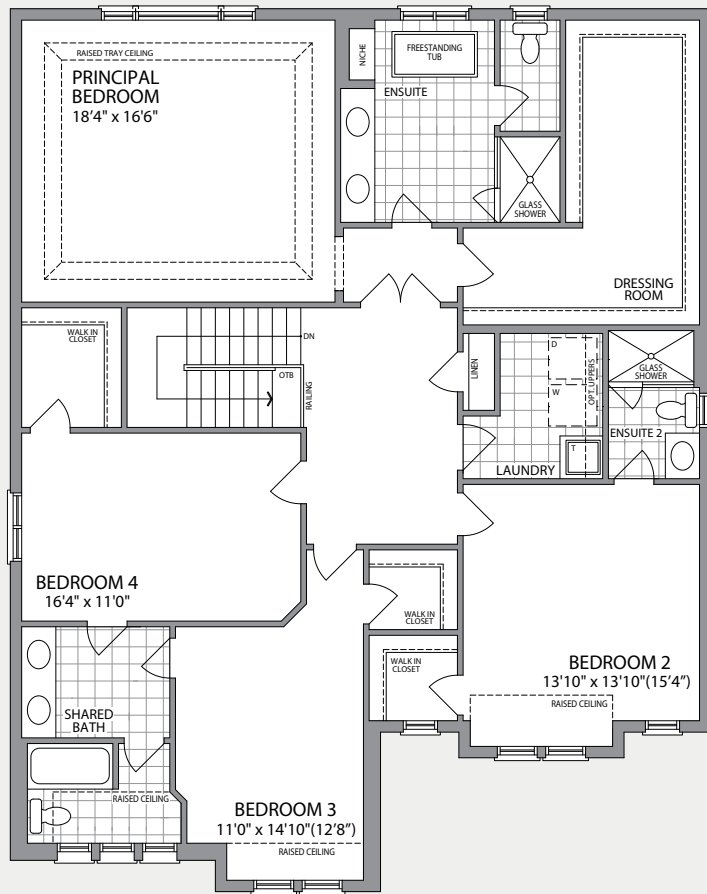 RAISED TRAY CEILING
PRINCIPAL
BEDROOM
18'4" x 16'6"
NICHE
FREESTANDING
TUB
ENSUITE
GLASS
SHOWER
DRESSING
ROOM
WALK IN
CLOSET
DN
OTB
RAILING
LINEN
D
W
OPT. UPPERS
T
LAUNDRY
GLASS
SHOWER
ENSUITE 2
BEDROOM 4
16'4" x 11'0"
WALK IN
CLOSET
WALK IN
CLOSET
BEDROOM 2
13'10" x 13'10"(15'4")
RAISED CEILING
SHARED
BATH
RAISED CEILING
BEDROOM 3
11'0" x 14'10"(12'8")
RAISED CEILING